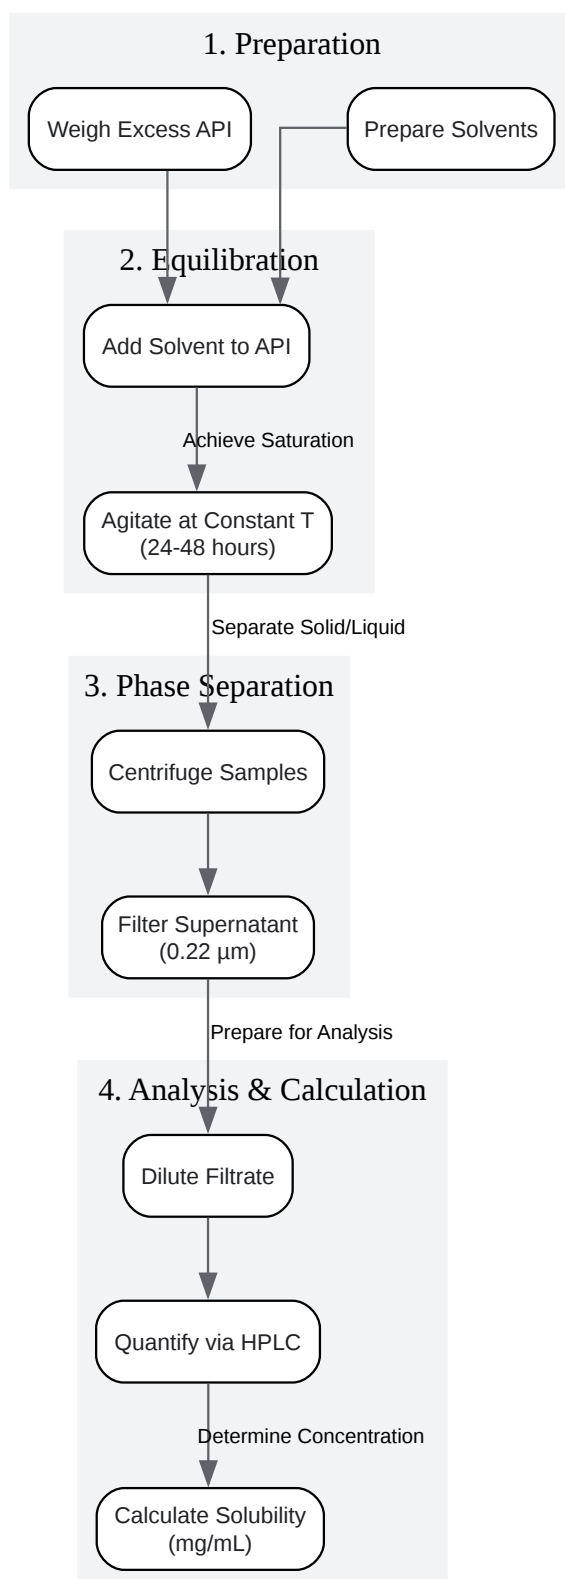 1. Preparation
Weigh Excess API
Prepare Solvents
2. Equilibration
Add Solvent to API
Achieve Saturation
Agitate at Constant T
(24-48 hours)
Separate Solid/Liquid
3. Phase Separation
Centrifuge Samples
Filter Supernatant
(0.22 µm)
Prepare for Analysis
4. Analysis & Calculation
Dilute Filtrate
Quantify via HPLC
Determine Concentration
Calculate Solubility
(mg/mL)